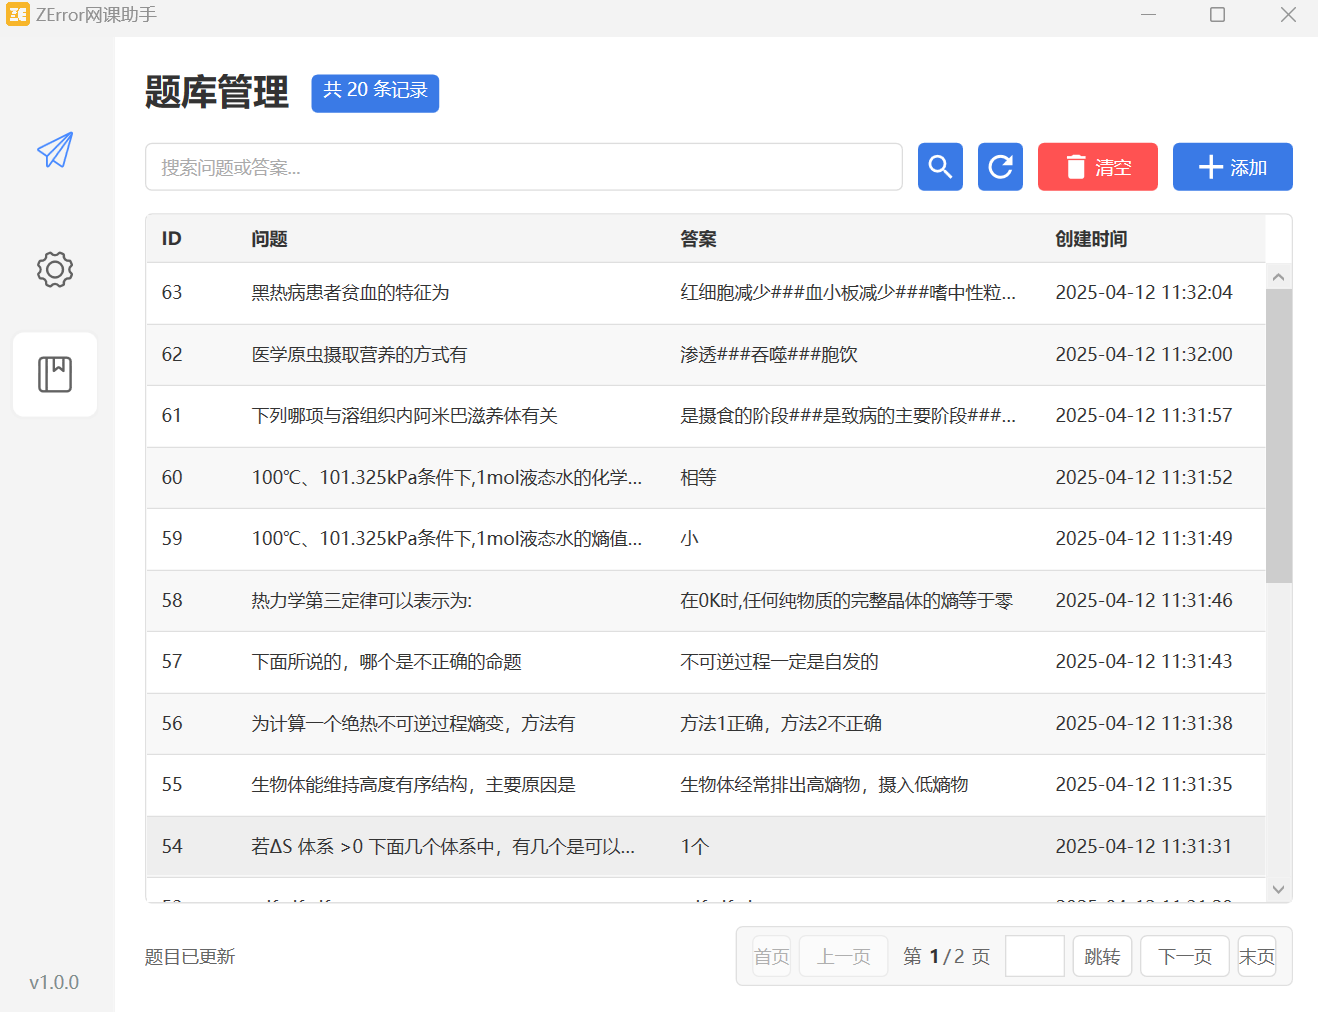 ZError网课助手
题库管理
共 20 条记录
搜索问题或答案...
清空
添加
ID 问题 答案 创建时间
63 黑热病患者贫血的特征为 红细胞减少###血小板减少###嗜中性粒... 2025-04-12 11:32:04
62 医学原虫摄取营养的方式有 渗透###吞噬###胞饮 2025-04-12 11:32:00
61 下列哪项与溶组织内阿米巴滋养体有关 是摄食的阶段###是致病的主要阶段###... 2025-04-12 11:31:57
60 100℃、101.325kPa条件下,1mol液态水的化学... 相等 2025-04-12 11:31:52
59 100℃、101.325kPa条件下,1mol液态水的熵值... 小 2025-04-12 11:31:49
58 热力学第三定律可以表示为: 在0K时,任何纯物质的完整晶体的熵等于零 2025-04-12 11:31:46
57 下面所说的，哪个是不正确的命题 不可逆过程一定是自发的 2025-04-12 11:31:43
56 为计算一个绝热不可逆过程熵变，方法有 方法1正确，方法2不正确 2025-04-12 11:31:38
55 生物体能维持高度有序结构，主要原因是 生物体经常排出高熵物，摄入低熵物 2025-04-12 11:31:35
54 若ΔS 体系 >0 下面几个体系中，有几个是可以... 1个 2025-04-12 11:31:31
题目已更新
首页 上一页 第 1/2 页 跳转 下一页 末页
v1.0.0